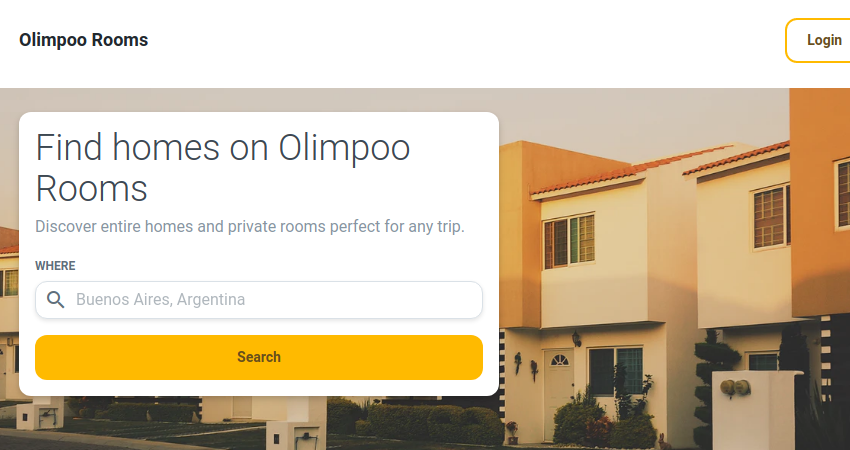 Olimpoo Rooms
Login
Find homes on Olimpoo
Rooms
Discover entire homes and private rooms perfect for any trip.
WHERE
Buenos Aires, Argentina
Search